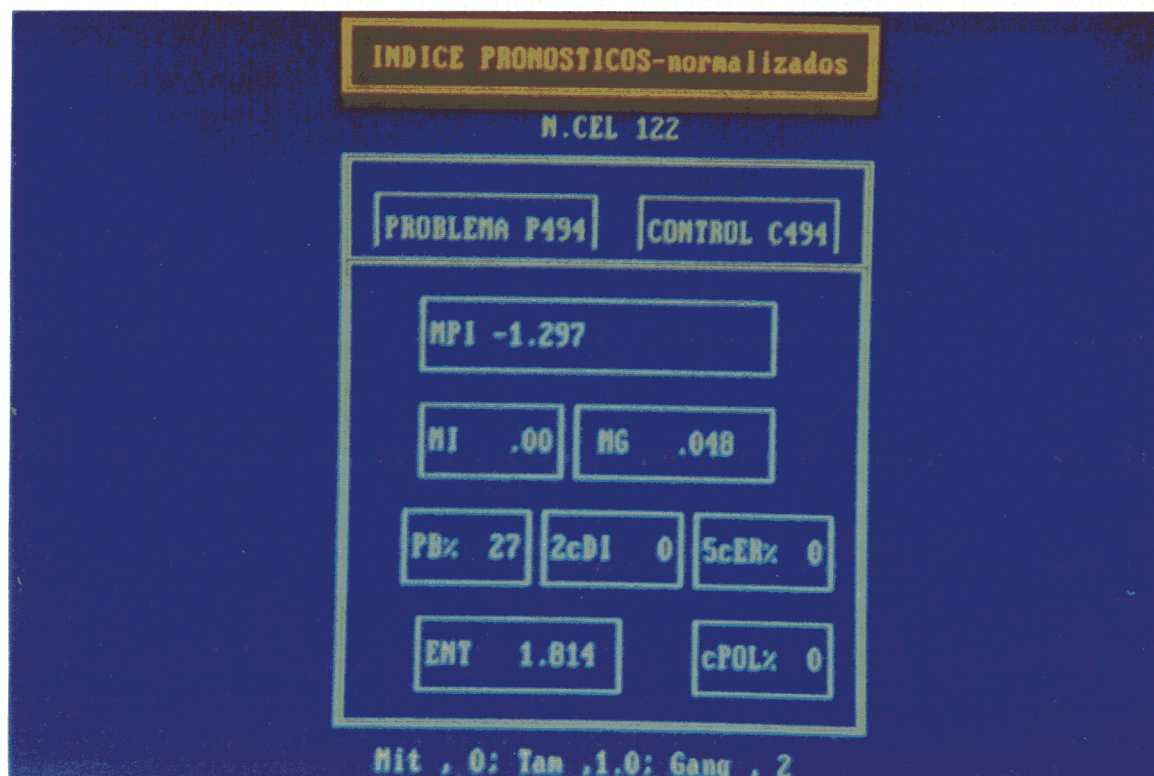 INDICE PRONOSTICOS-normalizados
N.CEL 122
PROBLEMA P494 CONTROL C494
MPI -1.297
MI .00 MG .048
PB% 27 2cDI 0 5cER% 0
ENT 1.814 cPOL% 0
Mit , 0; Tam ,1.0; Gang , 2